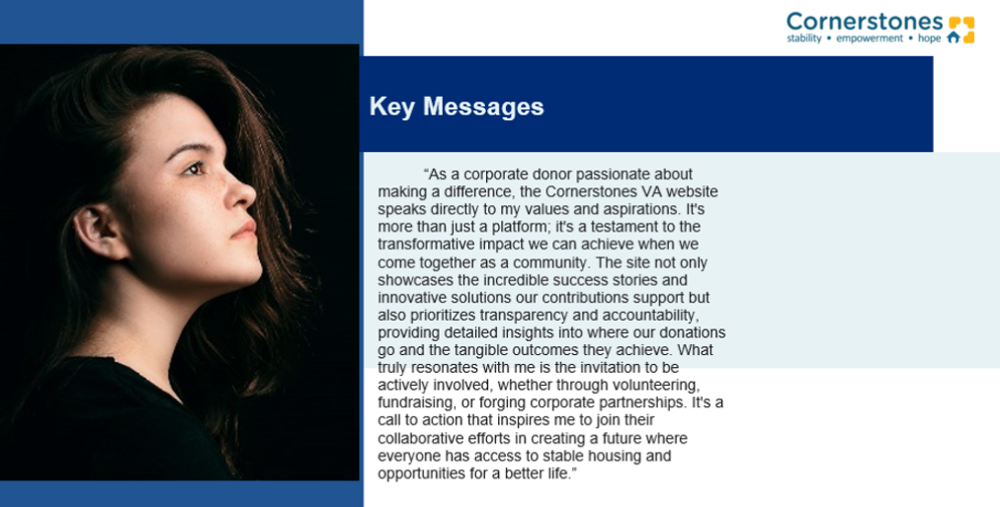 Cornerstones
stability • empowerment • hope
Key Messages
“As a corporate donor passionate about
making a difference, the Cornerstones VA website
speaks directly to my values and aspirations. It's
more than just a platform; it's a testament to the
transformative impact we can achieve when we
come together as a community. The site not only
showcases the incredible success stories and
innovative solutions our contributions support but
also prioritizes transparency and accountability,
providing detailed insights into where our donations
go and the tangible outcomes they achieve. What
truly resonates with me is the invitation to be
actively involved, whether through volunteering,
fundraising, or forging corporate partnerships. It's a
call to action that inspires me to join their
collaborative efforts in creating a future where
everyone has access to stable housing and
opportunities for a better life.”